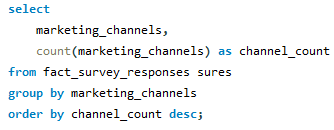 select
marketing_channels,
count(marketing_channels) as channel_count
from fact_survey_responses sures
group by marketing_channels
order by channel_count desc;